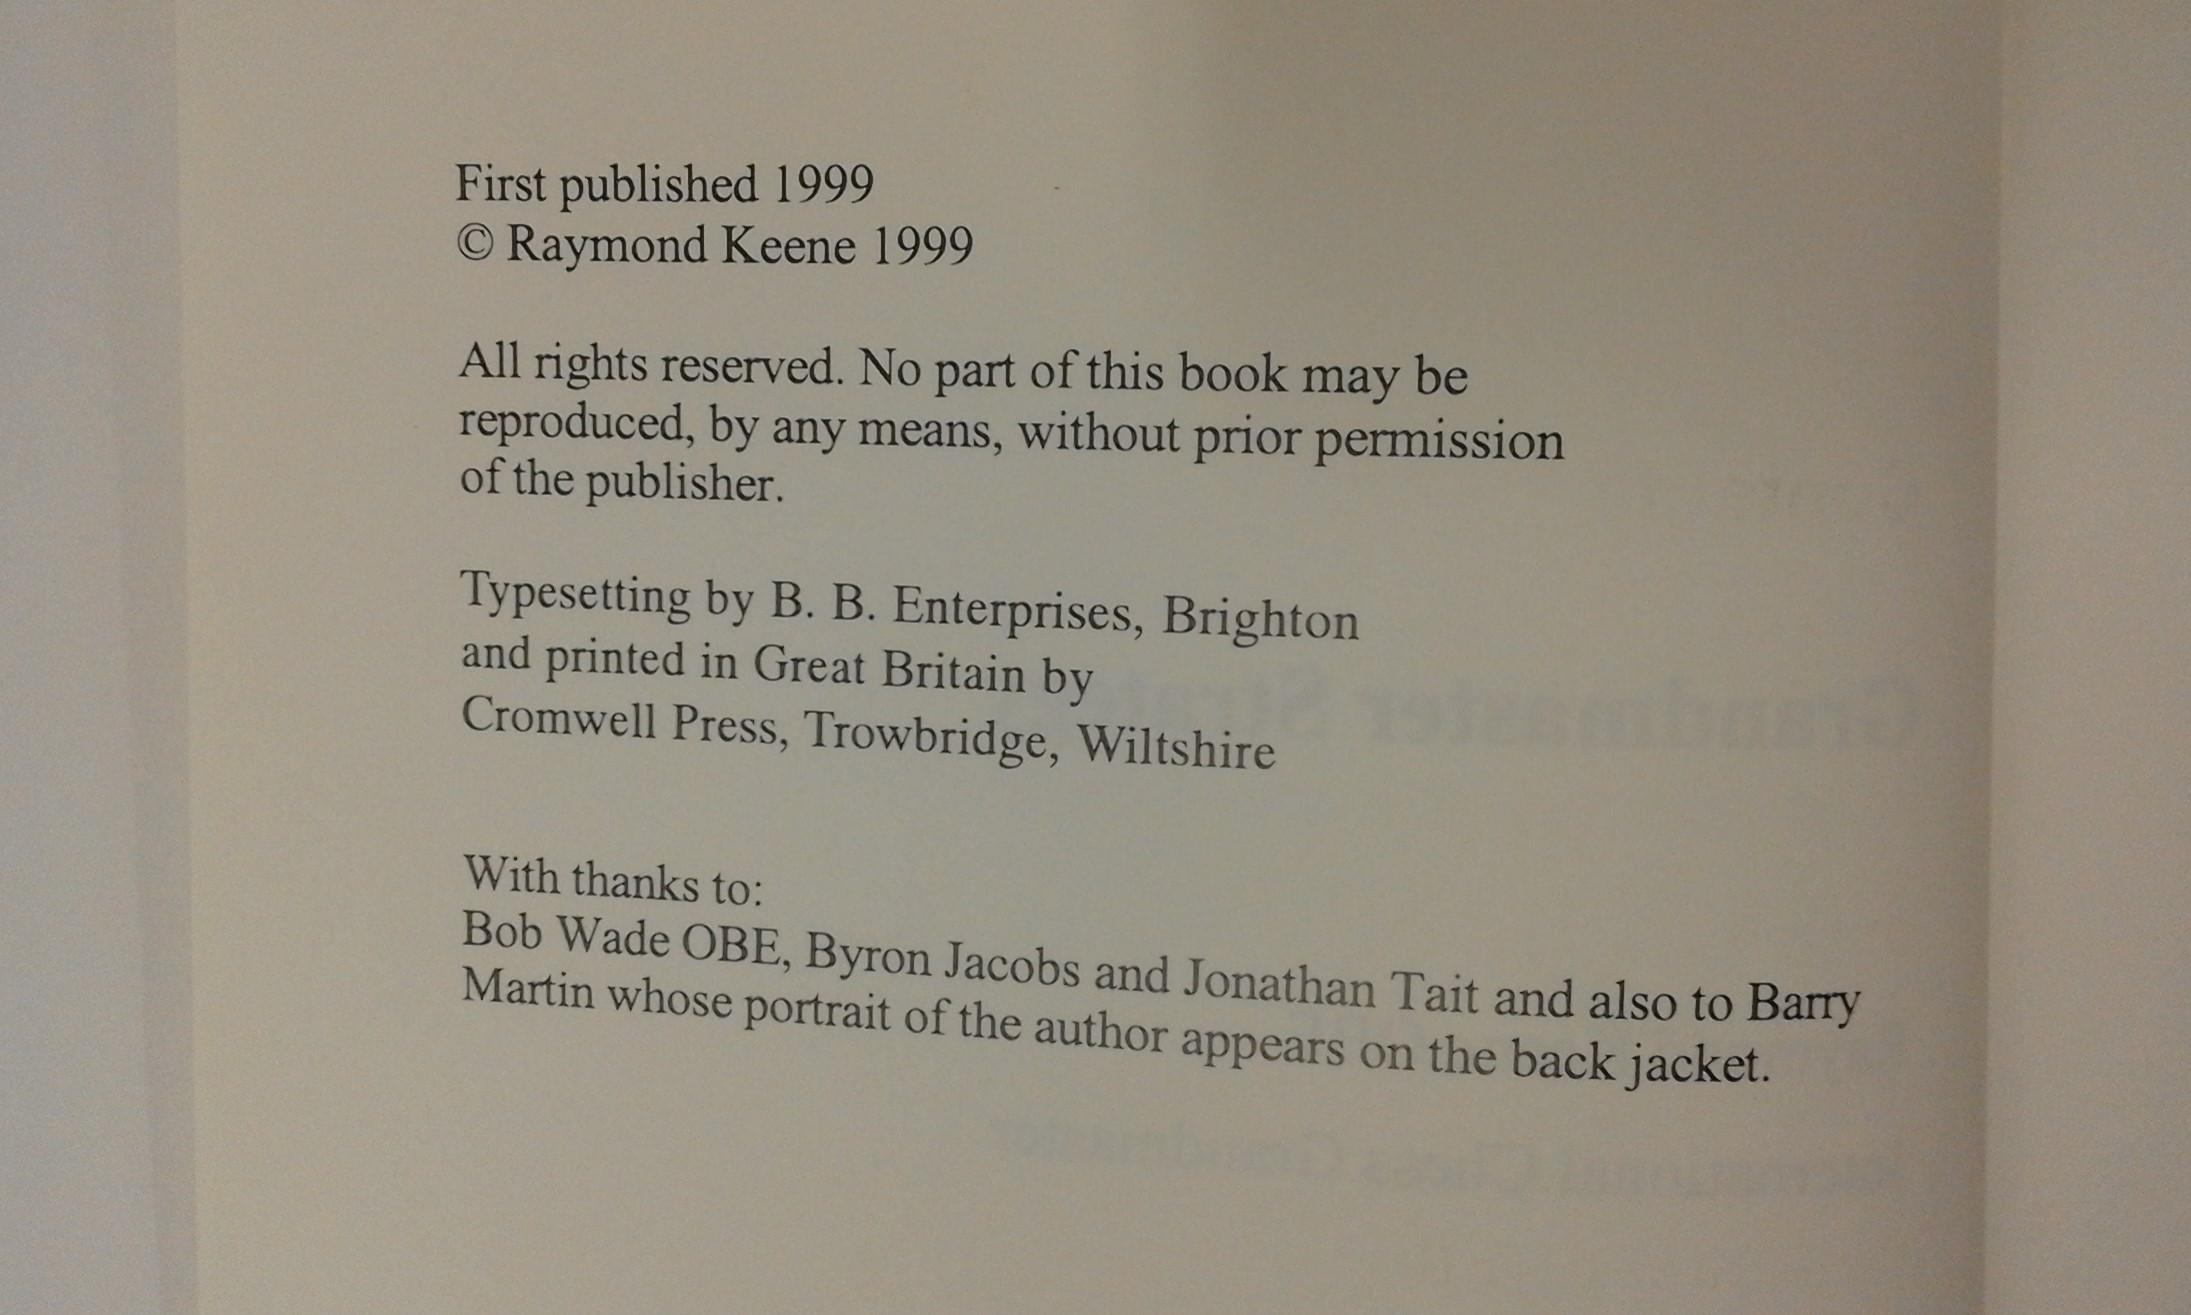 First published 1999
© Raymond Keene 1999
All rights reserved. No part of this book may be
reproduced, by any means, without prior permission
of the publisher.
Typesetting by B. B. Enterprises, Brighton
and printed in Great Britain by
Cromwell Press, Trowbridge, Wiltshire
With thanks to:
Bob Wade OBE, Byron Jacobs and Jonathan Tait and also to Barry
Martin whose portrait of the author appears on the back jacket.